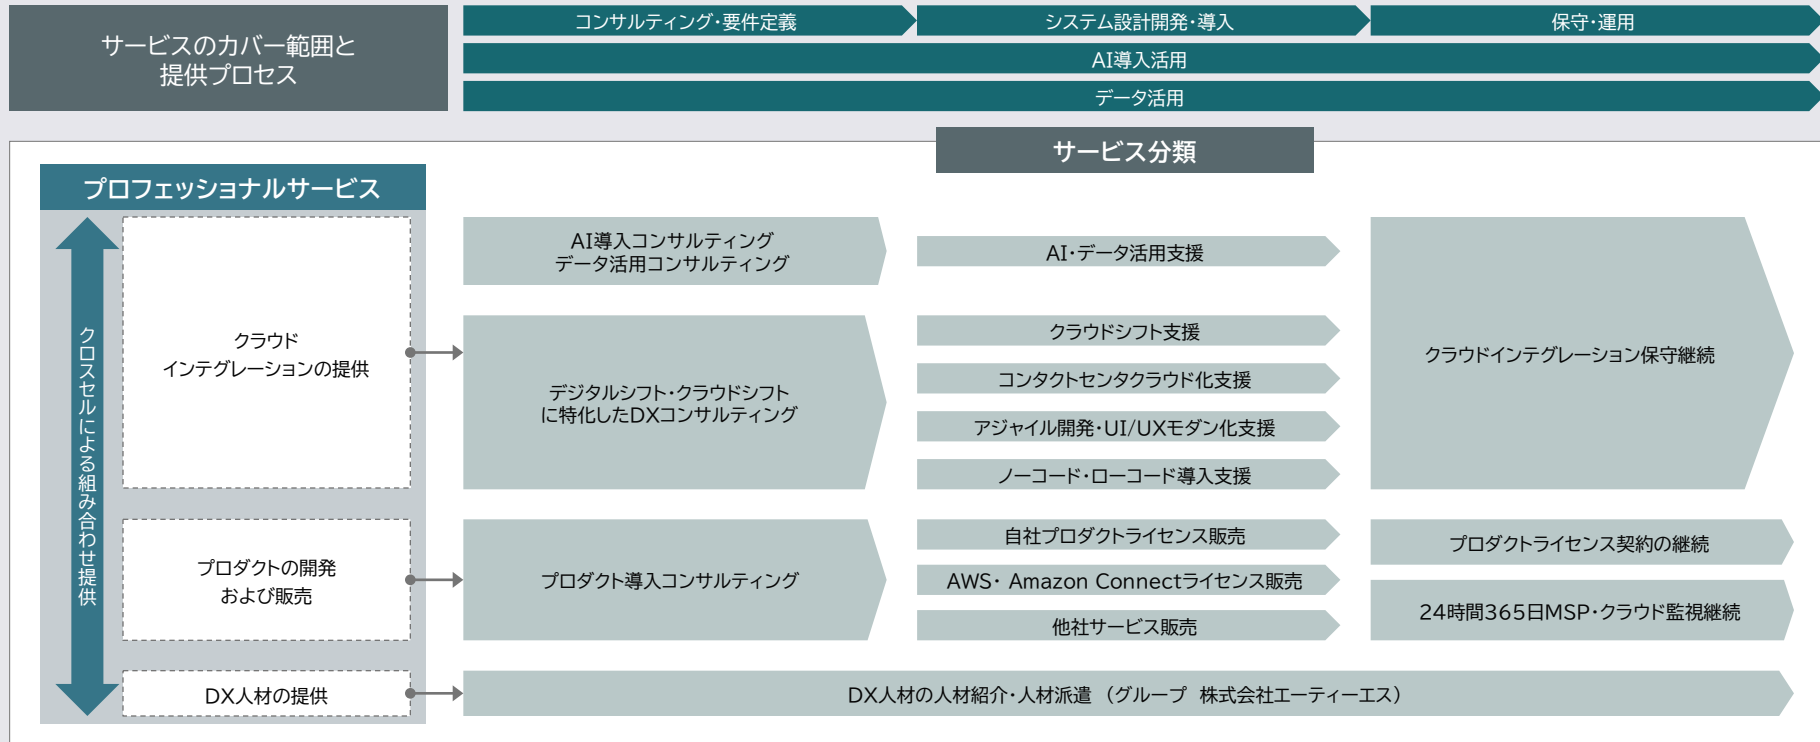 サービスのカバー範囲と
提供プロセス
コンサルティング・要件定義
システム設計開発・導入
保守・運用
AI導入活用
データ活用
サービス分類
プロフェッショナルサービス
クロスセルによる組み合わせ提供
クラウド
インテグレーションの提供
AI導入コンサルティング
データ活用コンサルティング
デジタルシフト・クラウドシフト
に特化したDXコンサルティング
AI・データ活用支援
クラウドシフト支援
コンタクトセンタクラウド化支援
アジャイル開発・UI/UXモダン化支援
ノーコード・ローコード導入支援
クラウドインテグレーション保守継続
プロダクトの開発
および販売
プロダクト導入コンサルティング
自社プロダクトライセンス販売
AWS・ Amazon Connectライセンス販売
他社サービス販売
プロダクトライセンス契約の継続
24時間365日MSP・クラウド監視継続
DX人材の提供
DX人材の人材紹介・人材派遣 （グループ 株式会社エーティーエス）